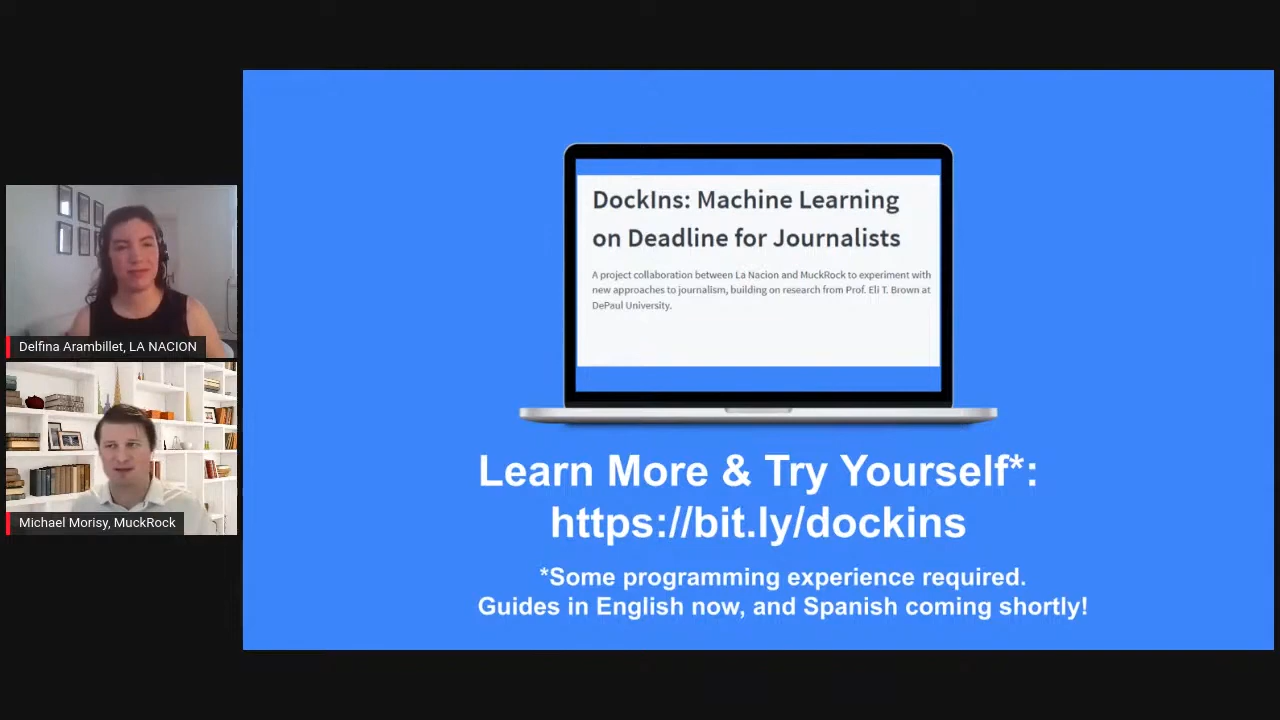 Delfina Arambillet, LA NACION
Michael Morisy, MuckRock
DockIns: Machine Learning
on Deadline for Journalists
A project collaboration between La Nacion and MuckRock to experiment with
new approaches to journalism, building on research from Prof. Eli T. Brown at
DePaul University.
Learn More & Try Yourself*:
https://bit.ly/dockins
*Some programming experience required.
Guides in English now, and Spanish coming shortly!